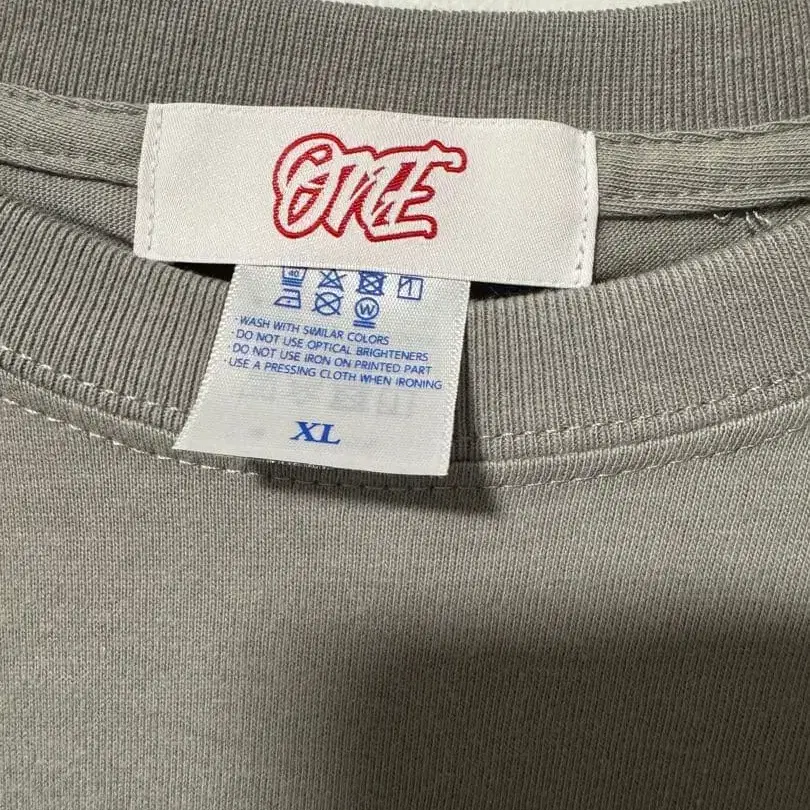 ONE
40
W
· WASH WITH SIMILAR COLORS
· DO NOT USE OPTICAL BRIGHTENERS
DO NOT USE IRON ON PRINTED PART
· USE A PRESSING CLOTH WHEN IRONING
XL